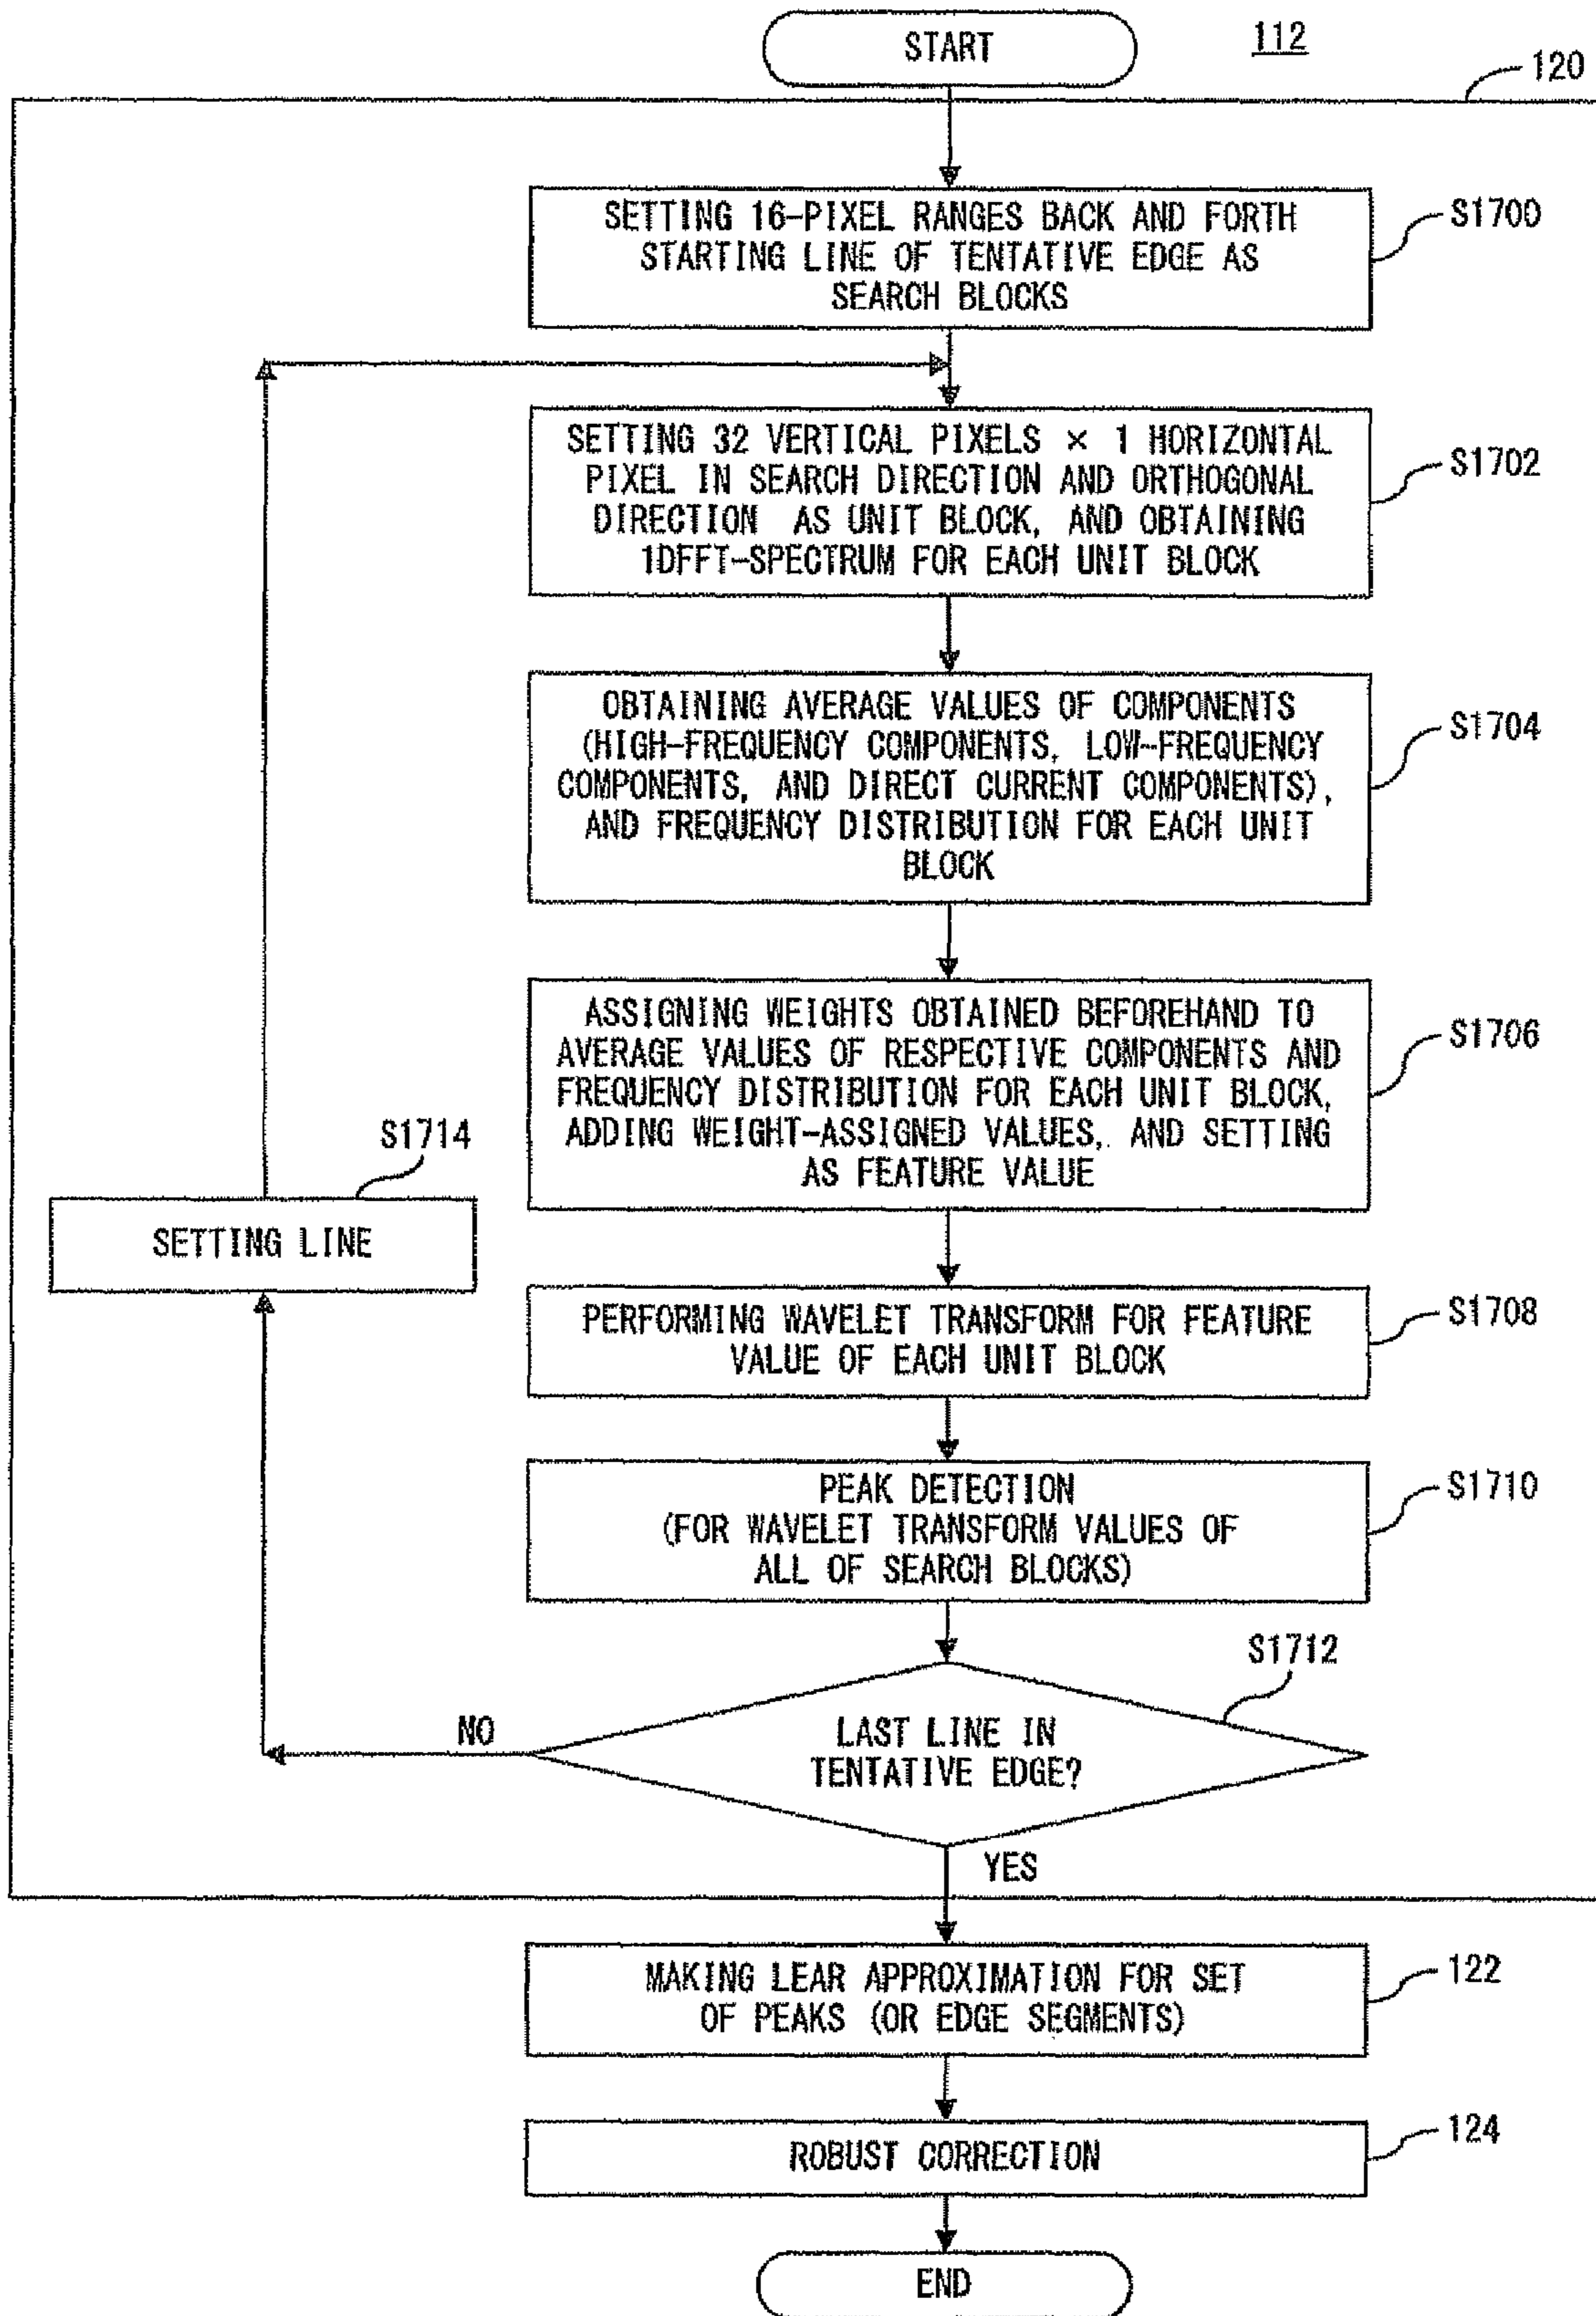 START
112
120
SETTING 16-PIXEL RANGES BACK AND FORTH
STARTING LINE OF TENTATIVE EDGE AS
SEARCH BLOCKS
S1700
SETTING 32 VERTICAL PIXELS × 1 HORIZONTAL
PIXEL IN SEARCH DIRECTION AND ORTHOGONAL
DIRECTION AS UNIT BLOCK, AND OBTAINING
1DFFT-SPECTRUM FOR EACH UNIT BLOCK
S1702
OBTAINING AVERAGE VALUES OF COMPONENTS
(HIGH-FREQUENCY COMPONENTS, LOW-FREQUENCY
COMPONENTS, AND DIRECT CURRENT COMPONENTS),
AND FREQUENCY DISTRIBUTION FOR EACH UNIT
BLOCK
S1704
ASSIGNING WEIGHTS OBTAINED BEFOREHAND TO
AVERAGE VALUES OF RESPECTIVE COMPONENTS AND
FREQUENCY DISTRIBUTION FOR EACH UNIT BLOCK,
ADDING WEIGHT-ASSIGNED VALUES, AND SETTING
AS FEATURE VALUE
S1706
S1714
SETTING LINE
PERFORMING WAVELET TRANSFORM FOR FEATURE
VALUE OF EACH UNIT BLOCK
S1708
PEAK DETECTION
(FOR WAVELET TRANSFORM VALUES OF
ALL OF SEARCH BLOCKS)
S1710
S1712
LAST LINE IN
TENTATIVE EDGE?
NO
YES
MAKING LEAR APPROXIMATION FOR SET
OF PEAKS (OR EDGE SEGMENTS)
122
ROBUST CORRECTION
124
END